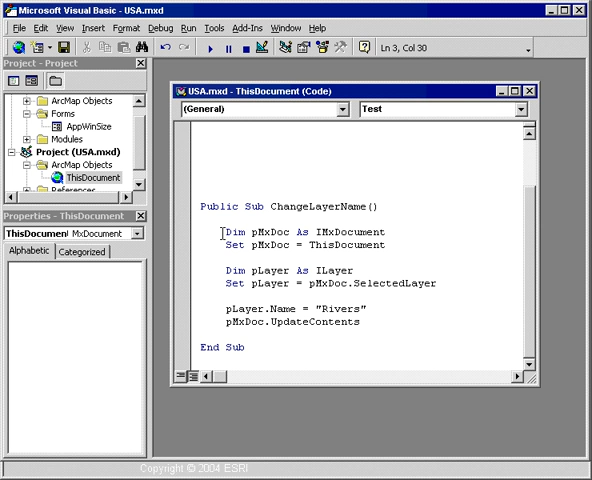 Microsoft Visual Basic - USA.mxd
File Edit View Insert Format Debug Run Tools Add-Ins Window Help
Ln 3, Col 30
Project - Project
ArcMap Objects
Forms
AppWinSize
Modules
Project (USA.mxd)
ArcMap Objects
ThisDocument
References
Properties - ThisDocument
ThisDocument MxDocument
Alphabetic Categorized
USA.mxd - ThisDocument (Code)
(General) Test
Public Sub ChangeLayerName()
Dim pMxDoc As IMxDocument
Set pMxDoc = ThisDocument
Dim pLayer As ILayer
Set pLayer = pMxDoc.SelectedLayer
pLayer.Name = "Rivers"
pMxDoc.UpdateContents
End Sub
Copyright © 2004 ESRI